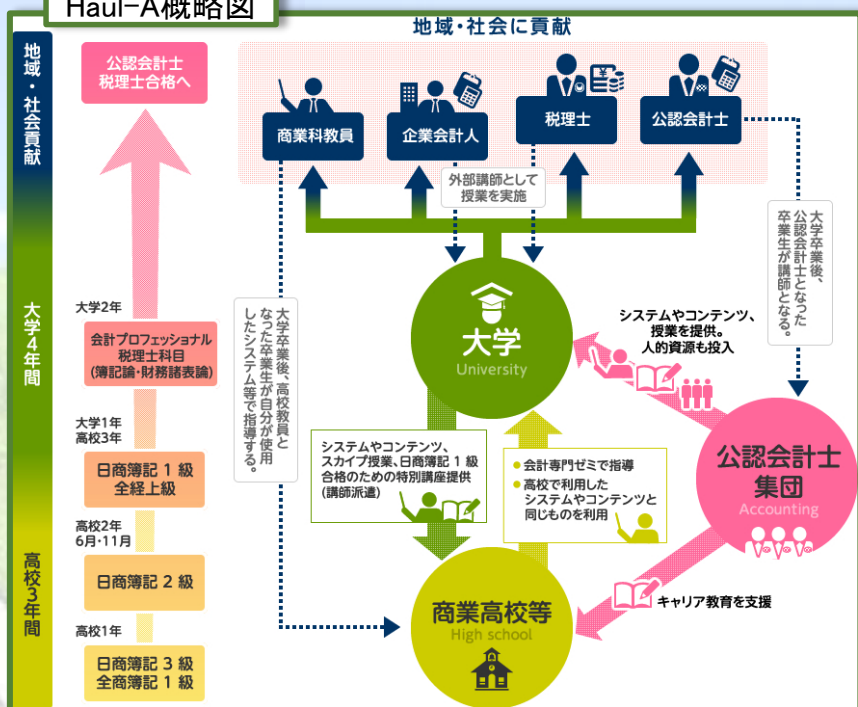 Haul-A概略図
地域・社会に貢献
地域・社会貢献
大学4年間
高校3年間
公認会計士
税理士合格へ
大学2年
会計プロフェッショナル
税理士科目
(簿記論・財務諸表論)
大学1年
高校3年
日商簿記 1 級
全経上級
高校2年
6月・11月
日商簿記 2 級
高校1年
日商簿記 3 級
全商簿記 1 級
商業科教員
企業会計人
税理士
公認会計士
外部講師として
授業を実施
大学卒業後、高校教員と
なった卒業生が自分が使用
したシステム等で指導する。
大学卒業後、
公認会計士となった
卒業生が講師となる。
大学
University
システムやコンテンツ、
授業を提供。
人的資源も投入
システムやコンテンツ、
スカイプ授業、日商簿記 1 級
合格のための特別講座提供
(講師派遣)
● 会計専門ゼミで指導
● 高校で利用した
システムやコンテンツと
同じものを利用
公認会計士
集団
Accounting
キャリア教育を支援
商業高校等
High school